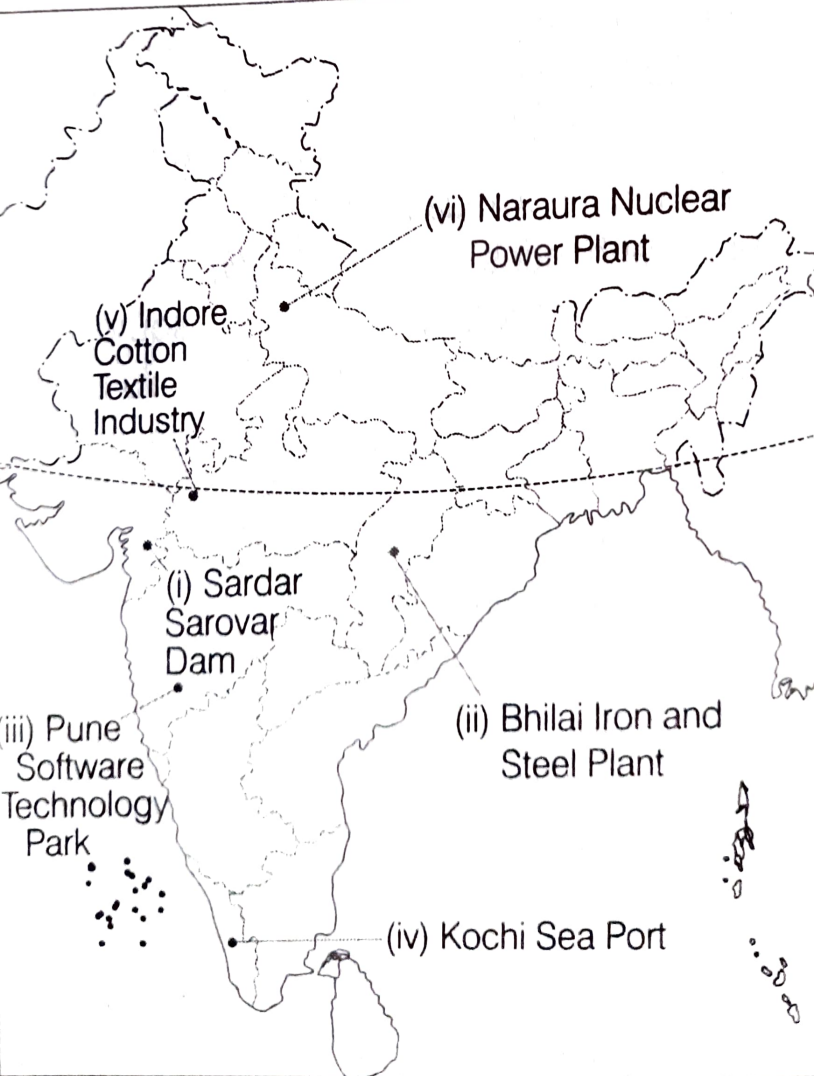 (vi) Naraura Nuclear
Power Plant
(v) Indore
Cotton
Textile
Industry
(i) Sardar
Sarovar
Dam
(iii) Pune
Software
Technology
Park
(ii) Bhilai Iron and
Steel Plant
(iv) Kochi Sea Port